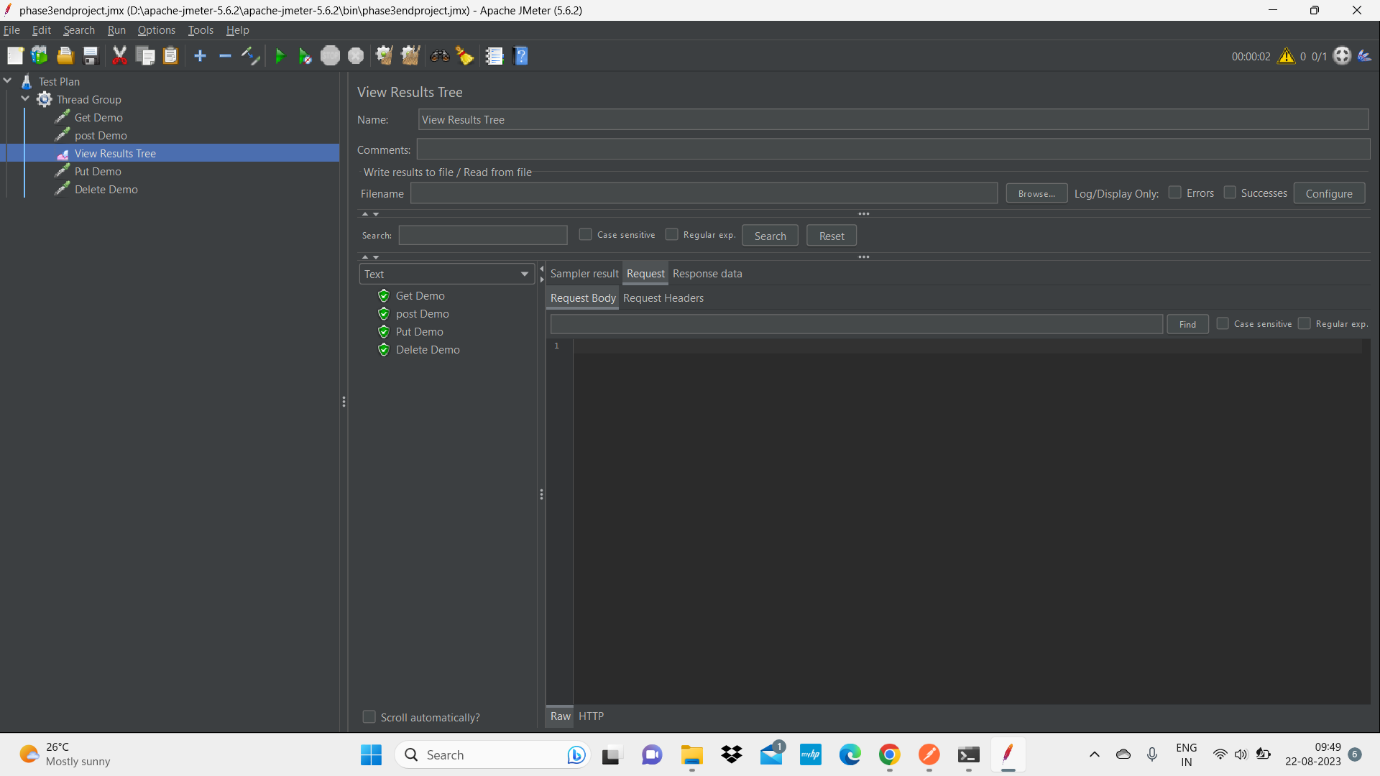 phase3endproject.jmx (D:\apache-jmeter-5.6.2\apache-jmeter-5.6.2\bin\phase3endproject.jmx) - Apache JMeter (5.6.2)
File Edit Search Run Options Tools Help
00:00:02 0 0/1
Test Plan
Thread Group
Get Demo
post Demo
View Results Tree
Put Demo
Delete Demo
View Results Tree
Name: View Results Tree
Comments:
Write results to file / Read from file
Filename Browse... Log/Display Only: Errors Successes Configure
Search: Case sensitive Regular exp. Search Reset
Text
Get Demo
post Demo
Put Demo
Delete Demo
Scroll automatically?
Sampler result Request Response data
Request Body Request Headers
Find Case sensitive Regular exp.
1
Raw HTTP
26°C
Mostly sunny
Search
1
myhp
ENG
IN
09:49
22-08-2023
6